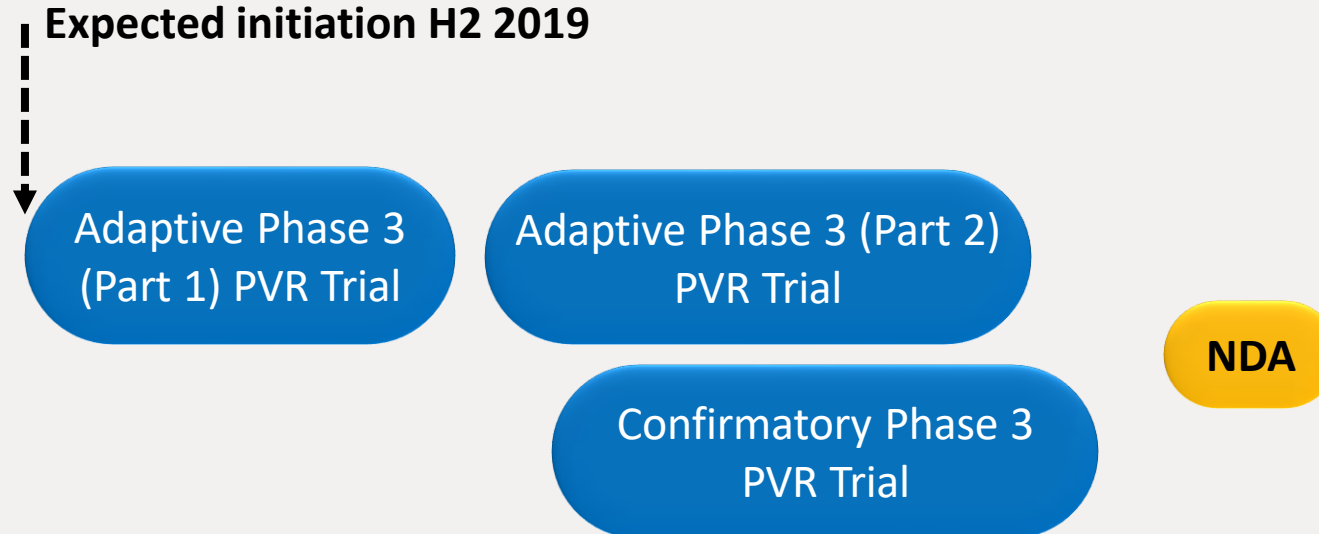 Expected initiation H2 2019
Adaptive Phase 3
(Part 1) PVR Trial
Adaptive Phase 3 (Part 2)
PVR Trial
NDA
Confirmatory Phase 3
PVR Trial